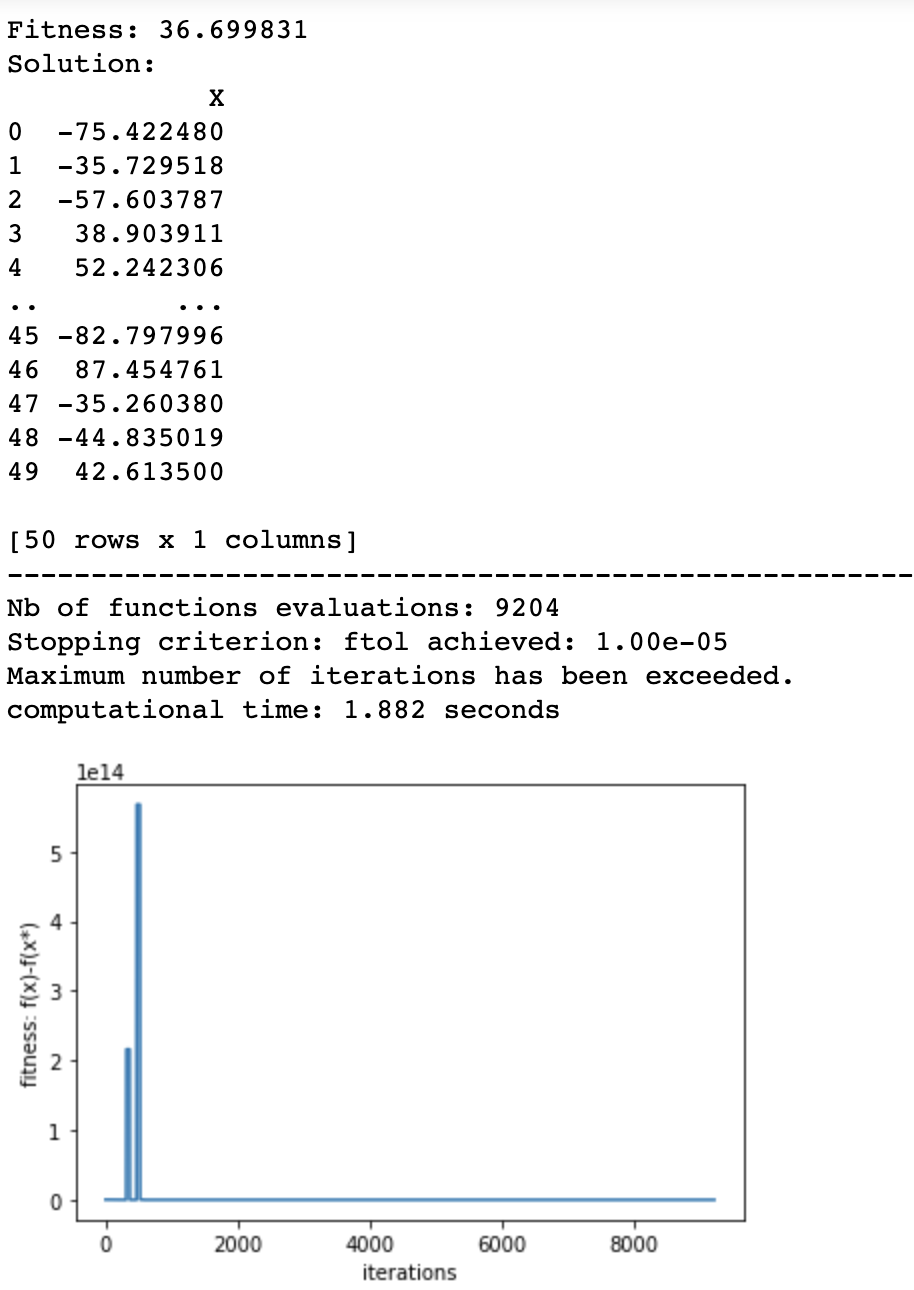 Fitness: 36.699831
Solution:
X
0 -75.422480
1 -35.729518
2 -57.603787
3 38.903911
4 52.242306
.. ...
45 -82.797996
46 87.454761
47 -35.260380
48 -44.835019
49 42.613500
[50 rows x 1 columns]
------------------------------------------------------
Nb of functions evaluations: 9204
Stopping criterion: ftol achieved: 1.00e-05
Maximum number of iterations has been exceeded.
computational time: 1.882 seconds
1e14
5
4
3
2
1
0
fitness: f(x)-f(x*)
0 2000 4000 6000 8000
iterations